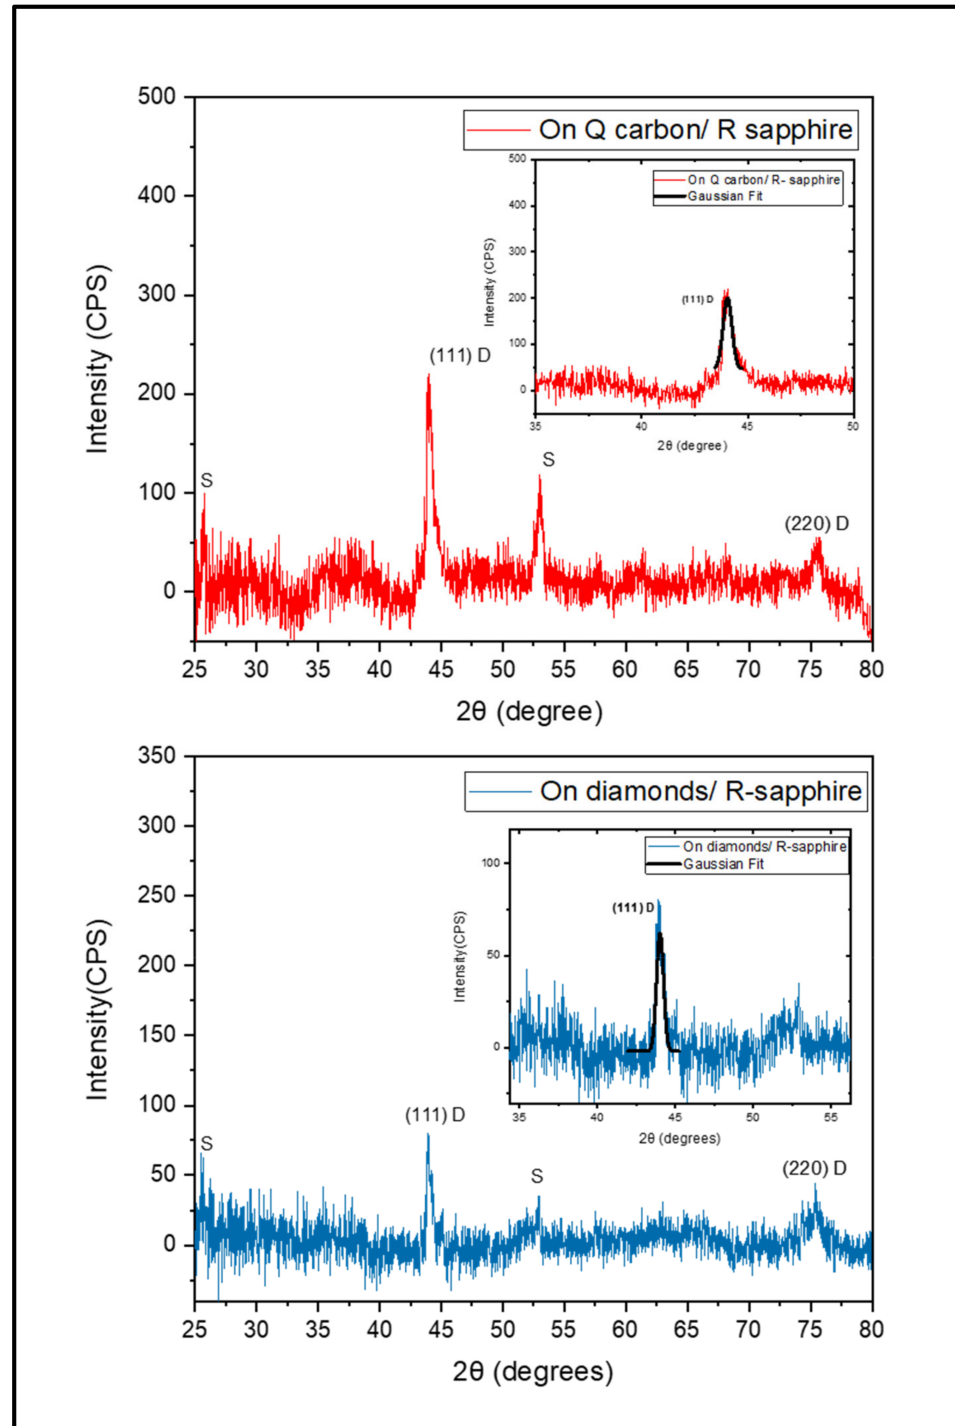 500
On Q carbon/ R sapphire
500
On Q carbon/ R- sapphire
Gaussian Fit
400
400
300
Intensity (CPS)
(111) D
200
100
50
0
35
40
45
50
2θ (degree)
300
Intensity (CPS)
(111) D
200
S
S
100
(220) D
0
25
30
35
40
45
50
55
60
65
70
75
80
2θ (degree)
350
On diamonds/ R-sapphire
300
On diamonds/ R-sapphire
Gaussian Fit
100
(111) D
Intensity(CPS)
50
0
35
40
45
50
55
2θ (degrees)
250
200
Intensity(CPS)
150
100
(111) D
S
S
(220) D
50
0
25
30
35
40
45
50
55
60
65
70
75
80
2θ (degrees)